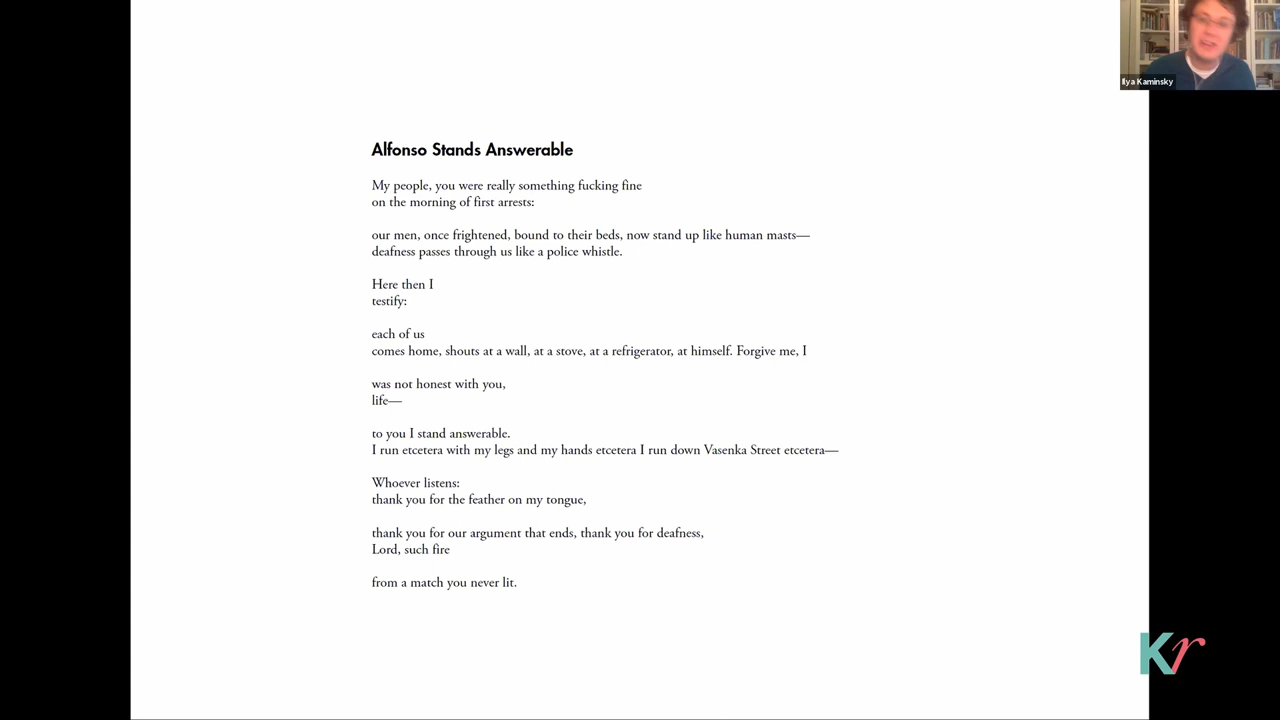 Ilya Kaminsky
Alfonso Stands Answerable
My people, you were really something fucking fine
on the morning of first arrests:
our men, once frightened, bound to their beds, now stand up like human masts—
deafness passes through us like a police whistle.
Here then I
testify:
each of us
comes home, shouts at a wall, at a stove, at a refrigerator, at himself. Forgive me, I
was not honest with you,
life—
to you I stand answerable.
I run etcetera with my legs and my hands etcetera I run down Vasenka Street etcetera—
Whoever listens:
thank you for the feather on my tongue,
thank you for our argument that ends, thank you for deafness,
Lord, such fire
from a match you never lit.
Kr